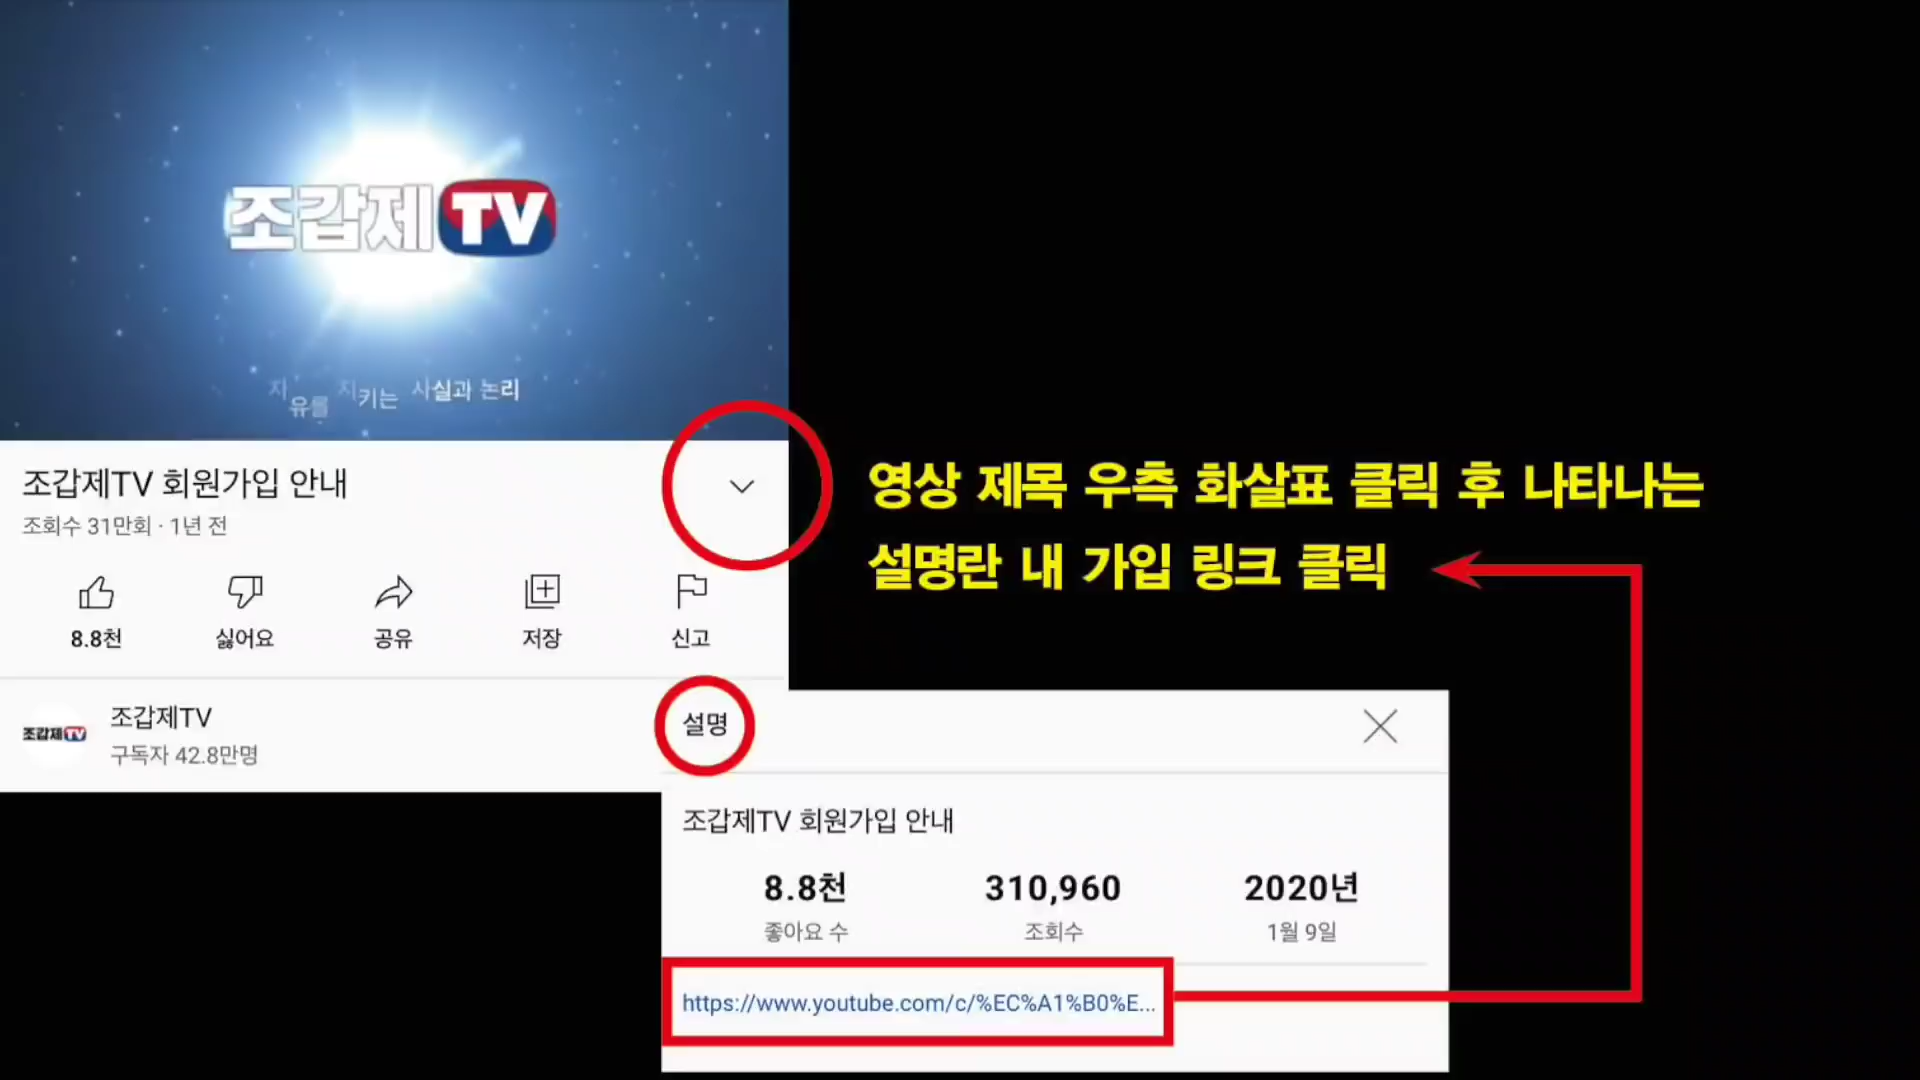 조갑제TV
자유를 지키는 사실과 논리
조갑제TV 회원가입 안내
조회수 31만회 · 1년 전
8.8천
싫어요
공유
저장
신고
조갑제TV
조갑제TV
구독자 42.8만명
영상 제목 우측 화살표 클릭 후 나타나는
설명란 내 가입 링크 클릭
설명
조갑제TV 회원가입 안내
8.8천
310,960
2020년
좋아요 수
조회수
1월 9일
https://www.youtube.com/c/%EC%A1%B0%E...